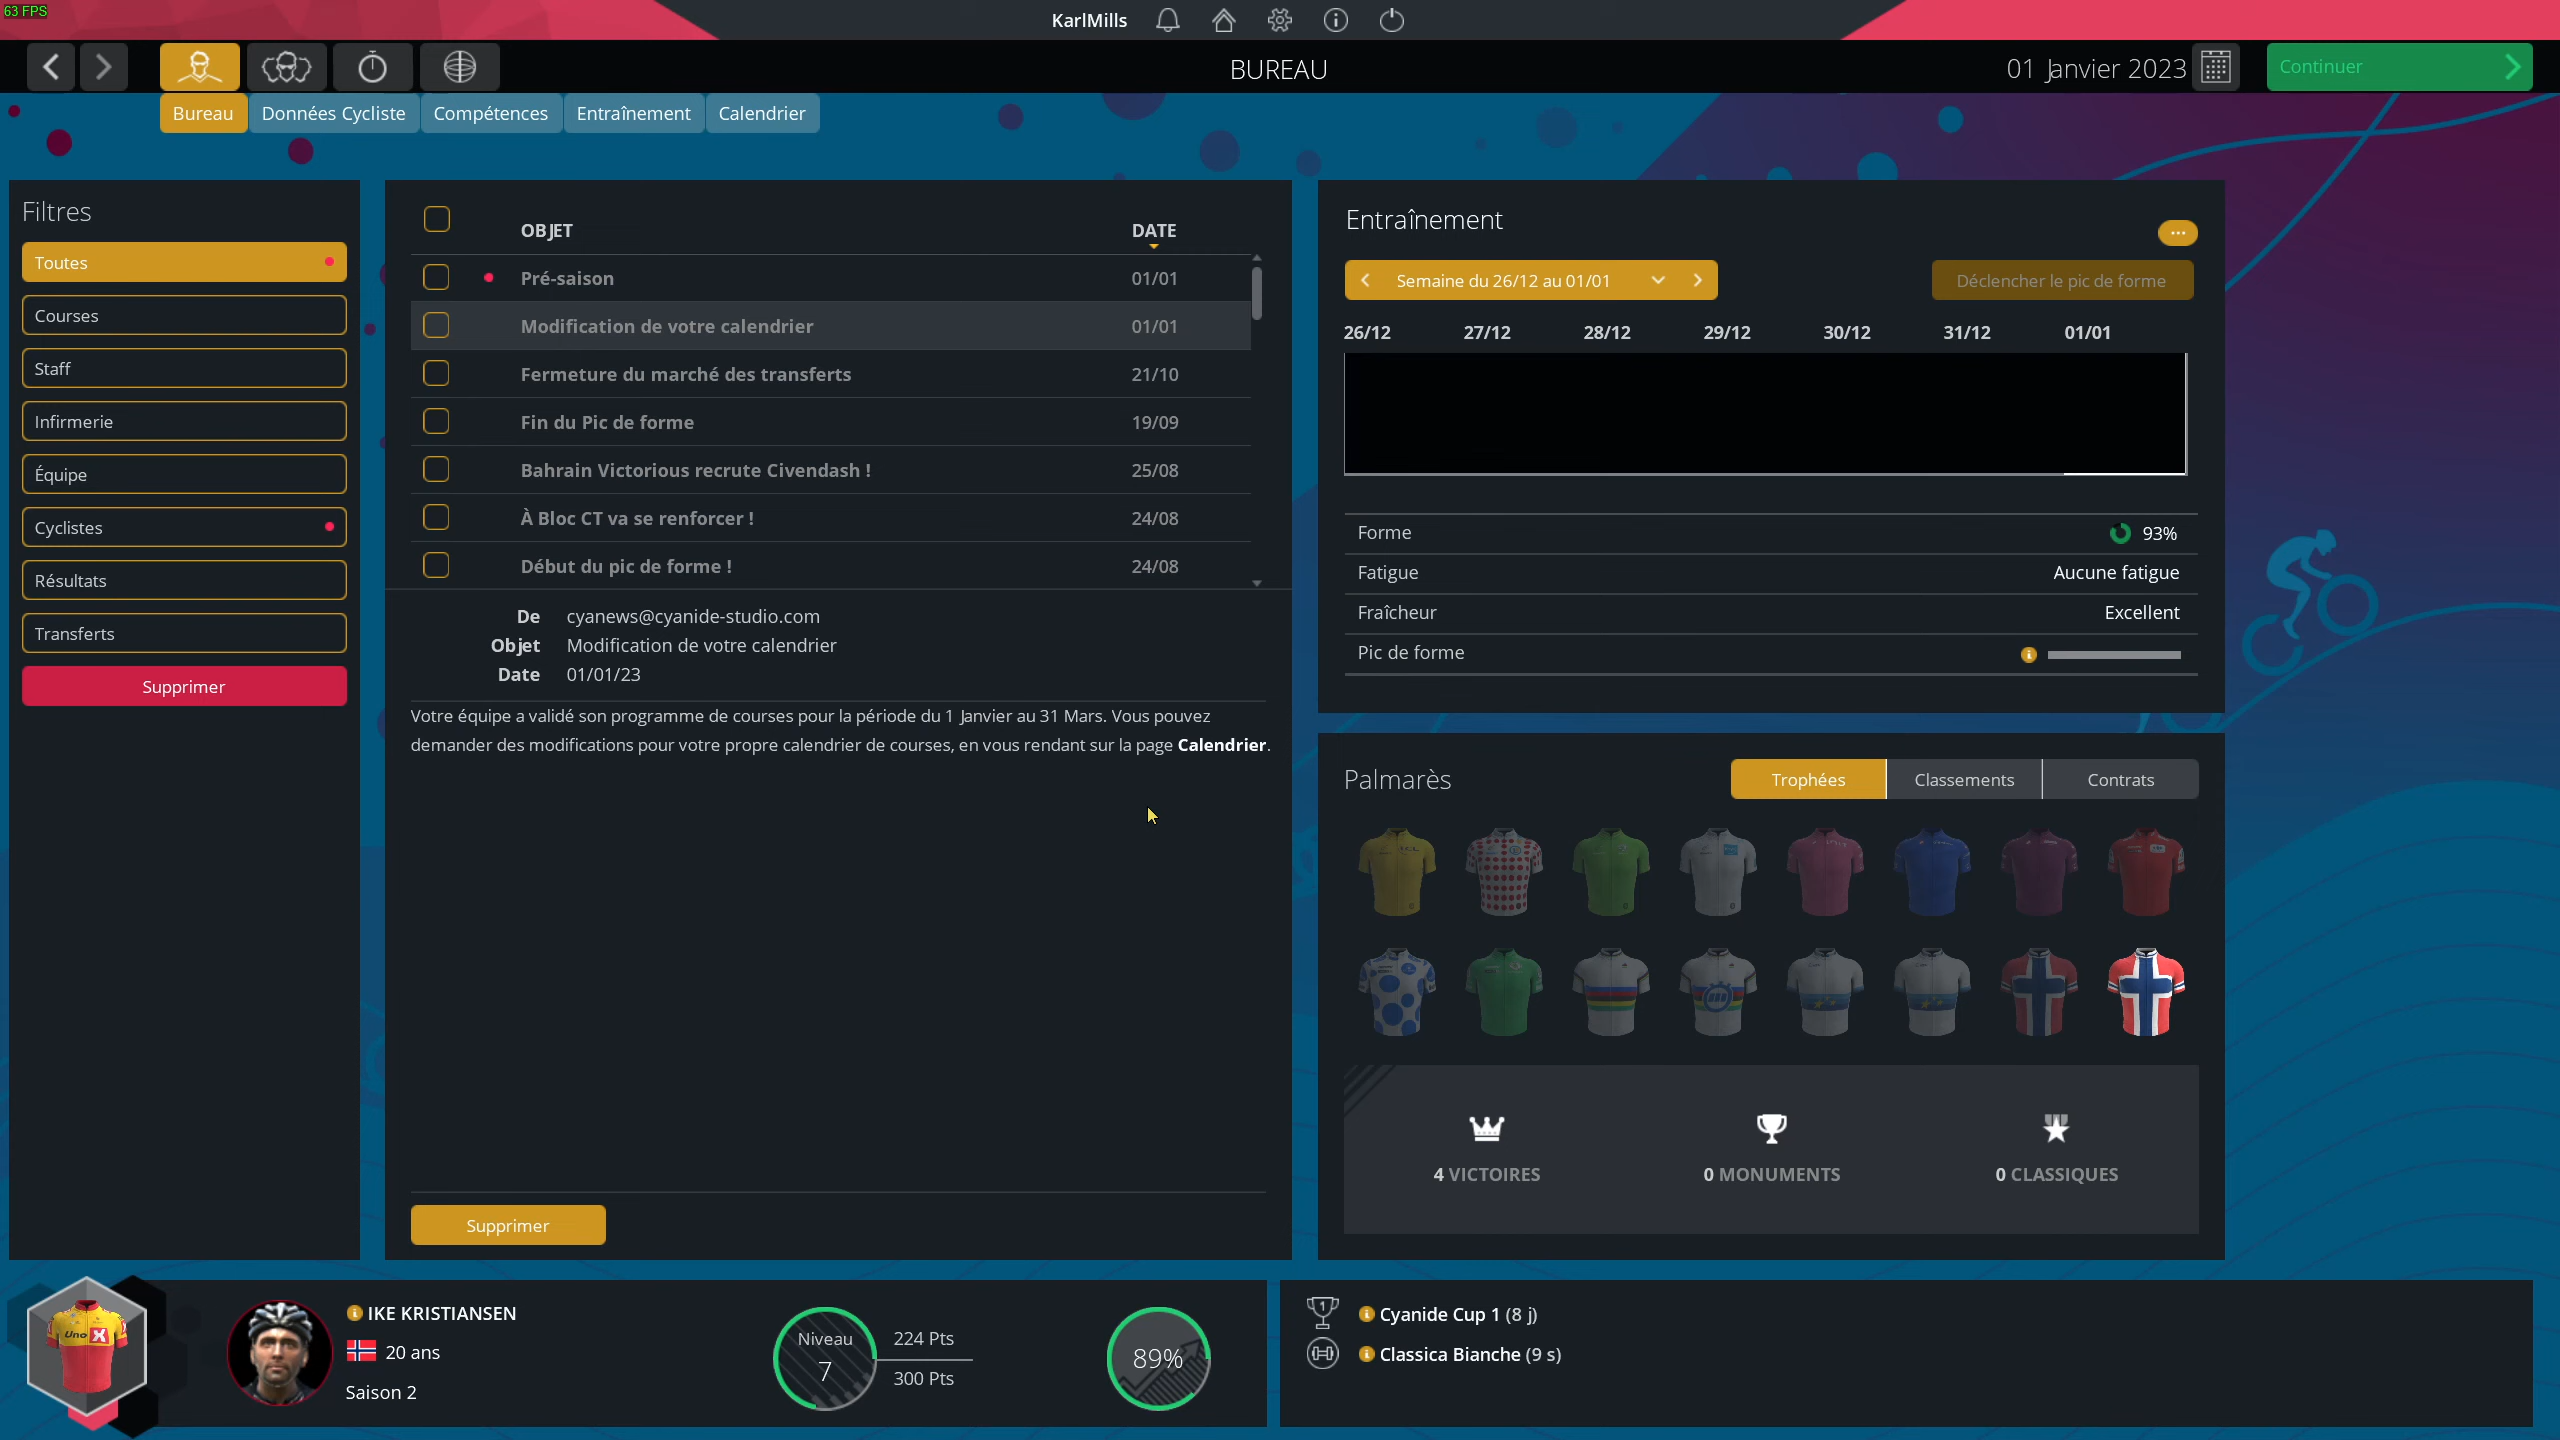 63 FPS
KarlMills
BUREAU
01 Janvier 2023
Continuer
Bureau
Données Cycliste
Compétences
Entraînement
Calendrier
Filtres
Toutes
Courses
Staff
Infirmerie
Équipe
Cyclistes
Résultats
Transferts
Supprimer
OBJET DATE
Pré-saison 01/01
Modification de votre calendrier 01/01
Fermeture du marché des transferts 21/10
Fin du Pic de forme 19/09
Bahrain Victorious recrute Civendash ! 25/08
À Bloc CT va se renforcer ! 24/08
Début du pic de forme ! 24/08
De cyanews@cyanide-studio.com
Objet Modification de votre calendrier
Date 01/01/23
Votre équipe a validé son programme de courses pour la période du 1 Janvier au 31 Mars. Vous pouvez
demander des modifications pour votre propre calendrier de courses, en vous rendant sur la page Calendrier.
Supprimer
Entraînement
...
Semaine du 26/12 au 01/01
Déclencher le pic de forme
26/12 27/12 28/12 29/12 30/12 31/12 01/01
Forme 93%
Fatigue Aucune fatigue
Fraîcheur Excellent
Pic de forme
Palmarès
Trophées
Classements
Contrats
4 VICTOIRES
0 MONUMENTS
0 CLASSIQUES
Uno X
IKE KRISTIANSEN
20 ans
Saison 2
Niveau
7
224 Pts
300 Pts
89%
1
Cyanide Cup 1 (8 j)
Classica Bianche (9 s)